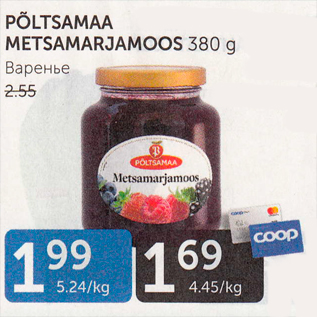 PÕLTSAMAA
METSAMARJAMOOS 380 g
Варенье
2.55
PÕLTSAMAA
Metsamarjamoos
1 99
5.24/kg
1 69
4.45/kg
coop